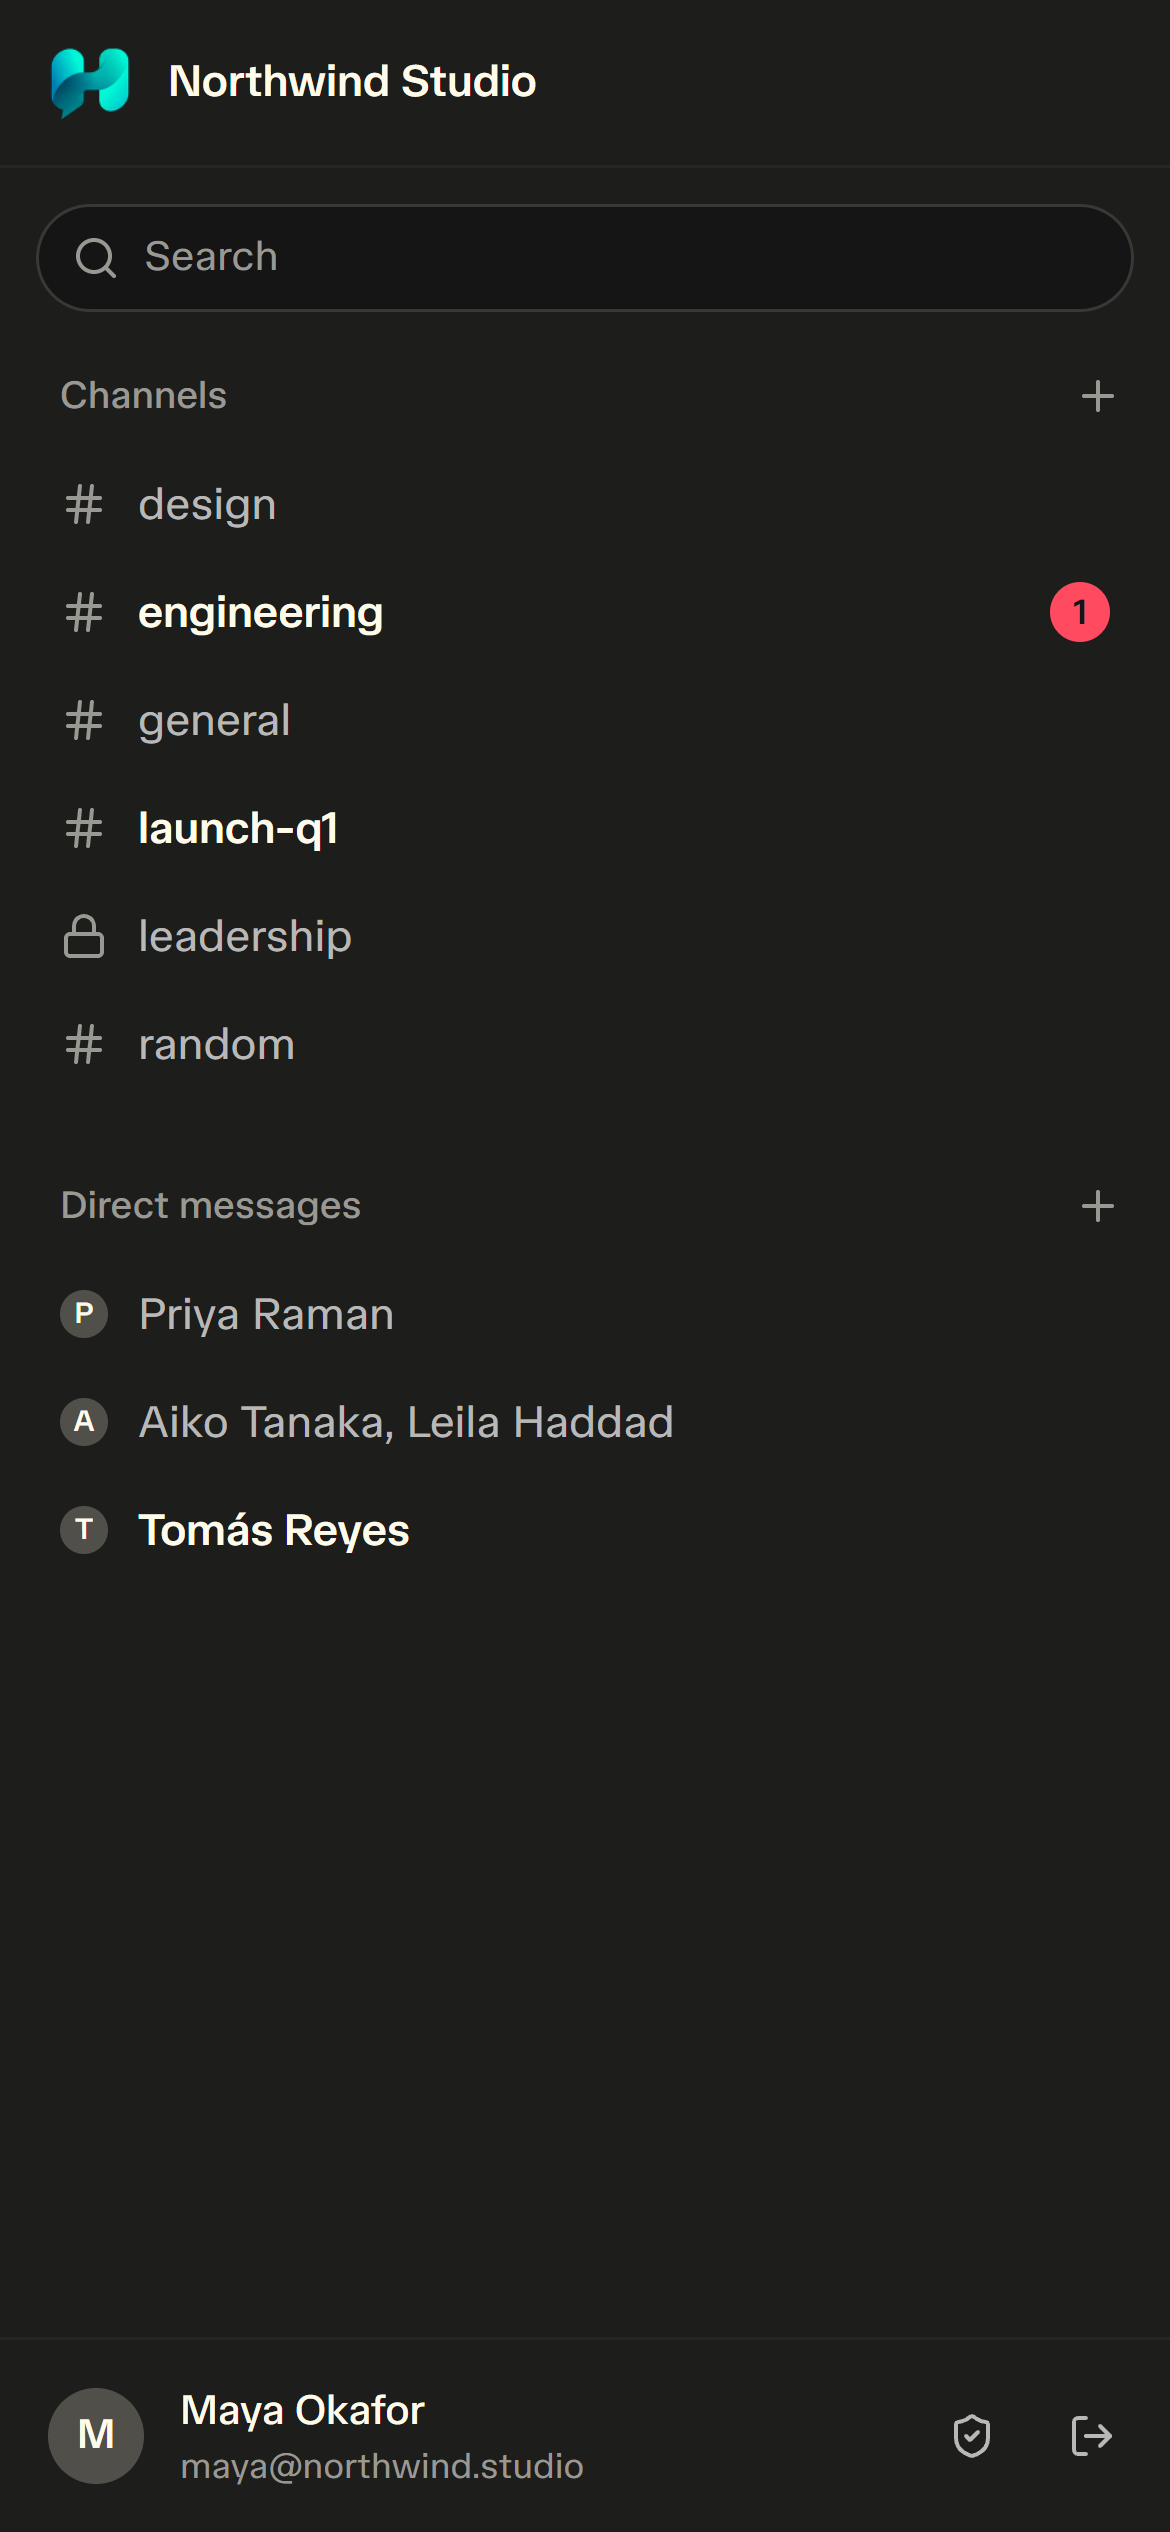 Northwind Studio
Search
Channels
design
engineering
1
general
launch-q1
leadership
random
Direct messages
P
Priya Raman
A
Aiko Tanaka, Leila Haddad
T
Tomás Reyes
M
Maya Okafor
maya@northwind.studio